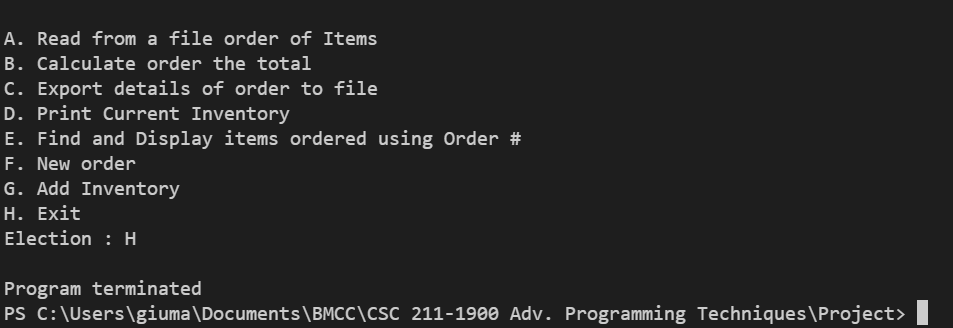 A. Read from a file order of Items
B. Calculate order the total
C. Export details of order to file
D. Print Current Inventory
E. Find and Display items ordered using Order #
F. New order
G. Add Inventory
H. Exit
Election : H
Program terminated
PS C:\Users\giuma\Documents\BMCC\CSC 211-1900 Adv. Programming Techniques\Project>